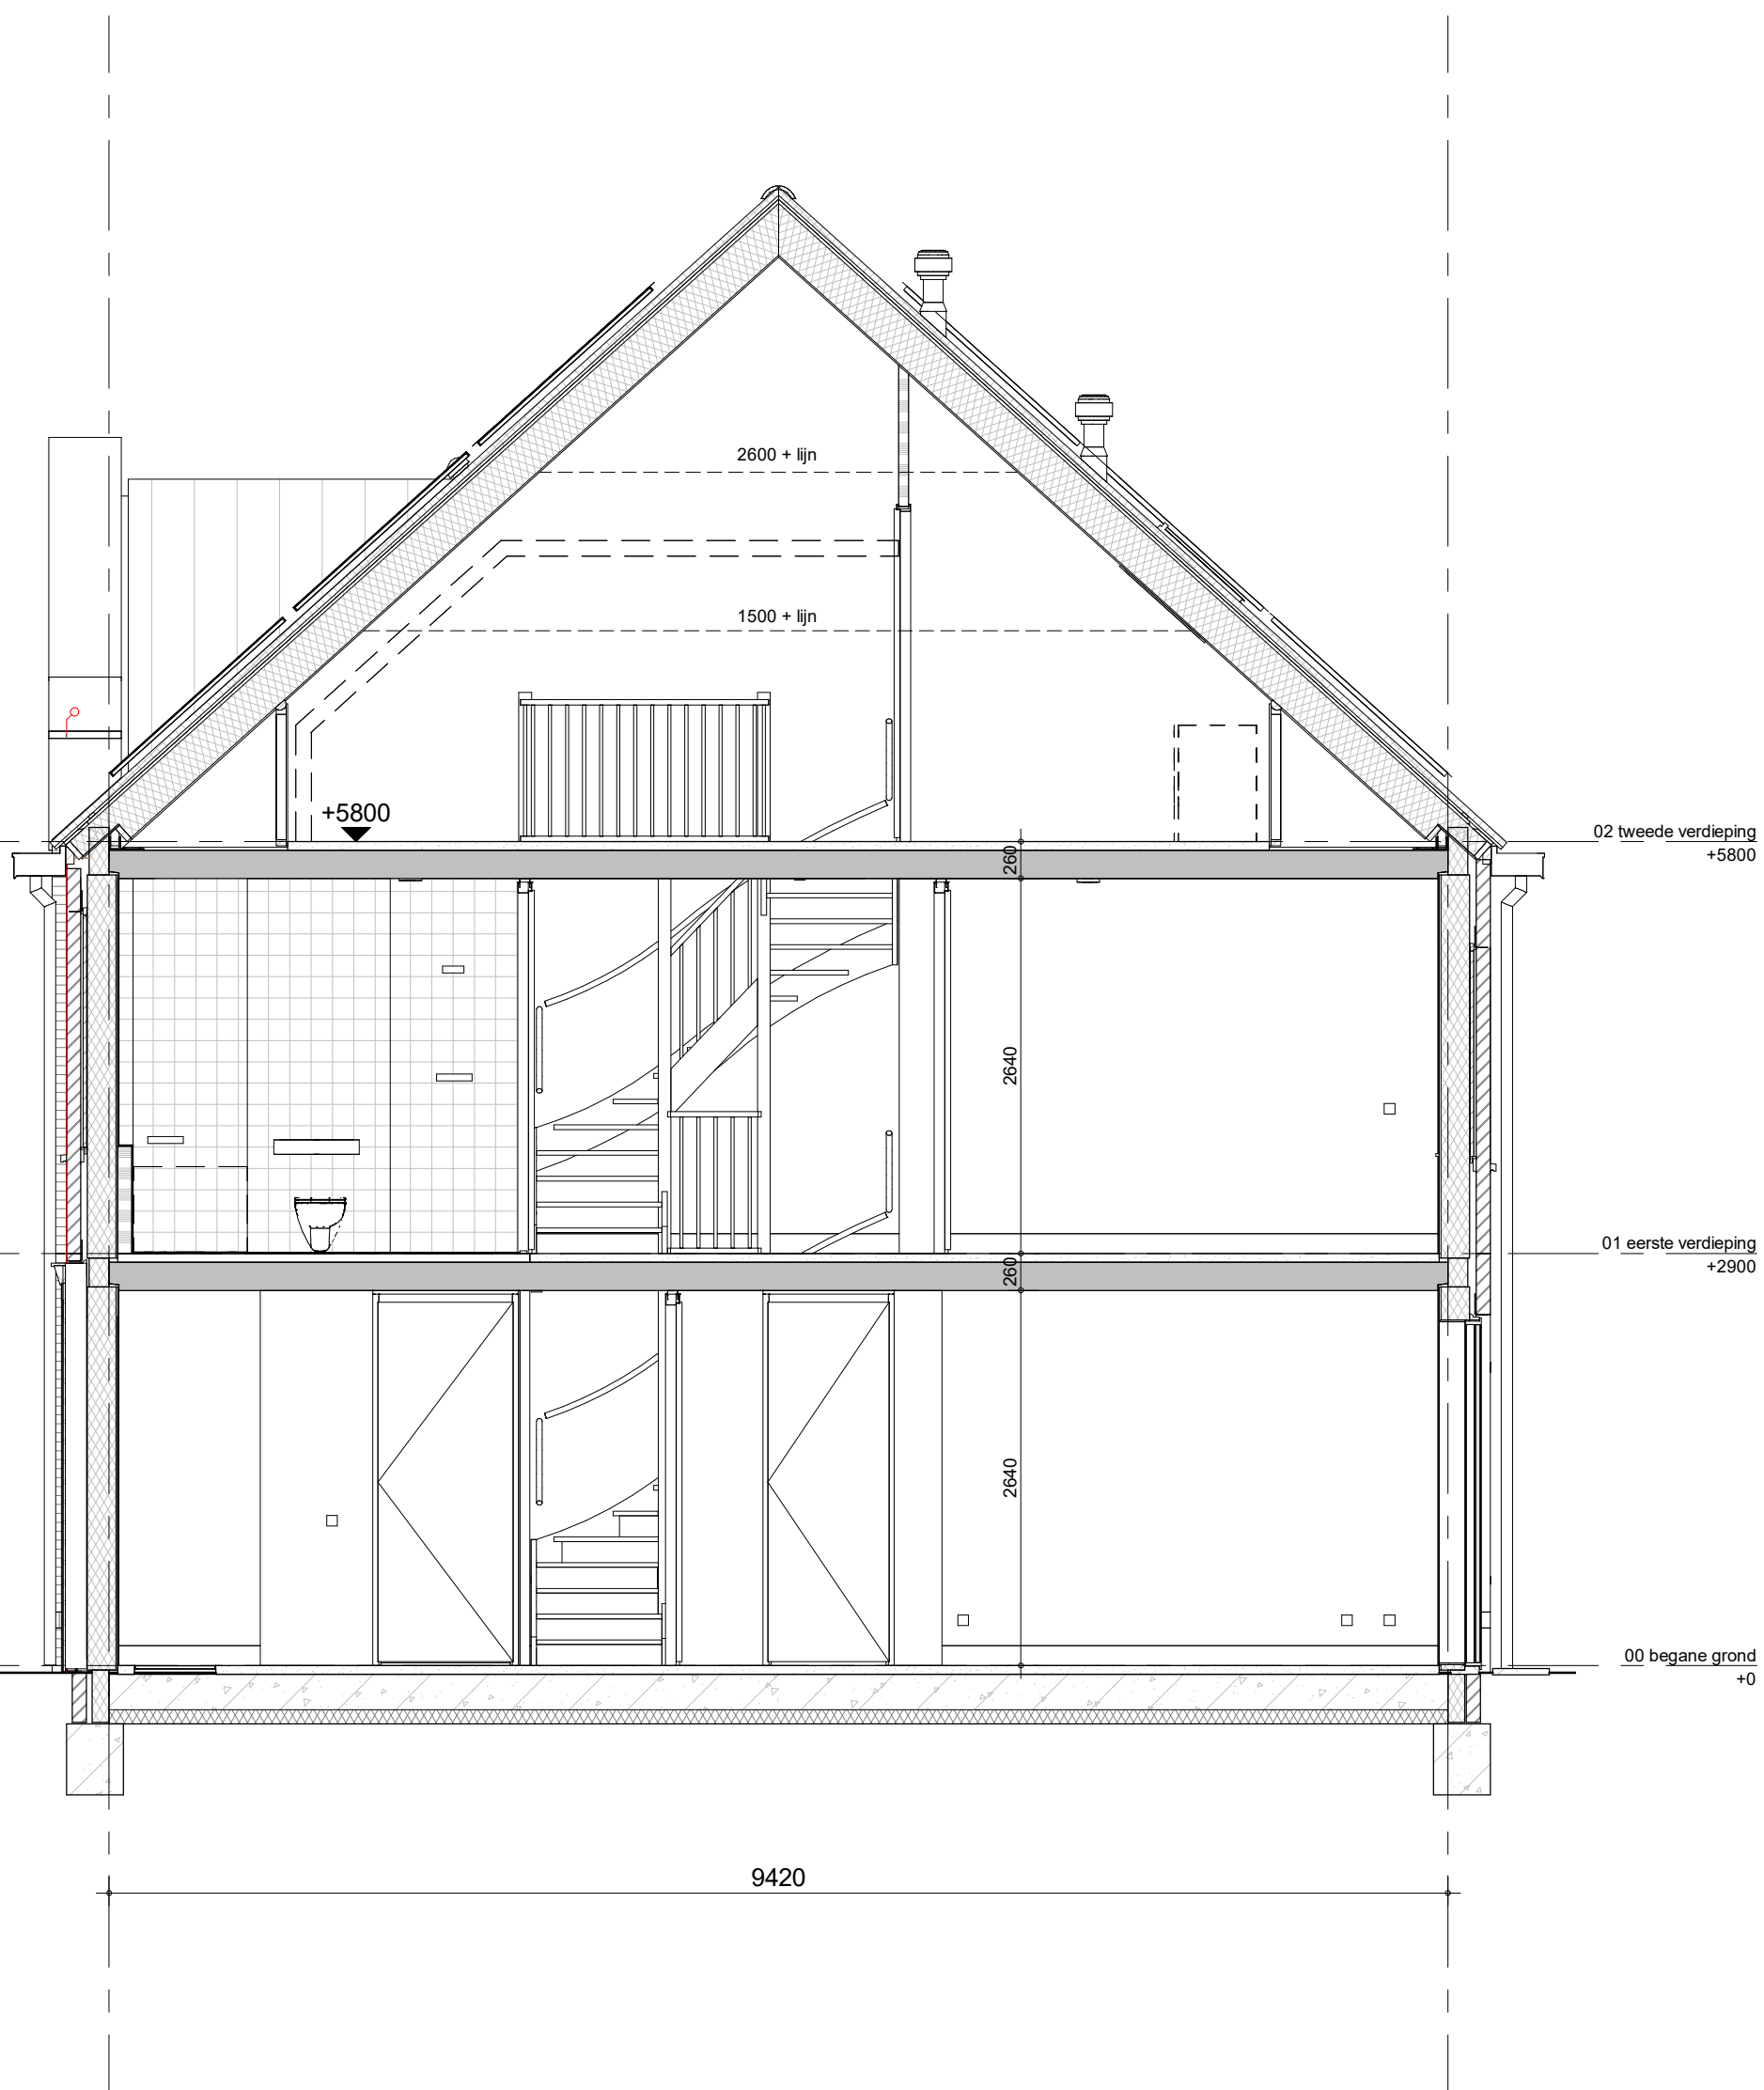 2600 + lijn
1500 + lijn
+5800
02 tweede verdieping
+5800
260
2640
01 eerste verdieping
+2900
260
2640
00 begane grond
+0
9420